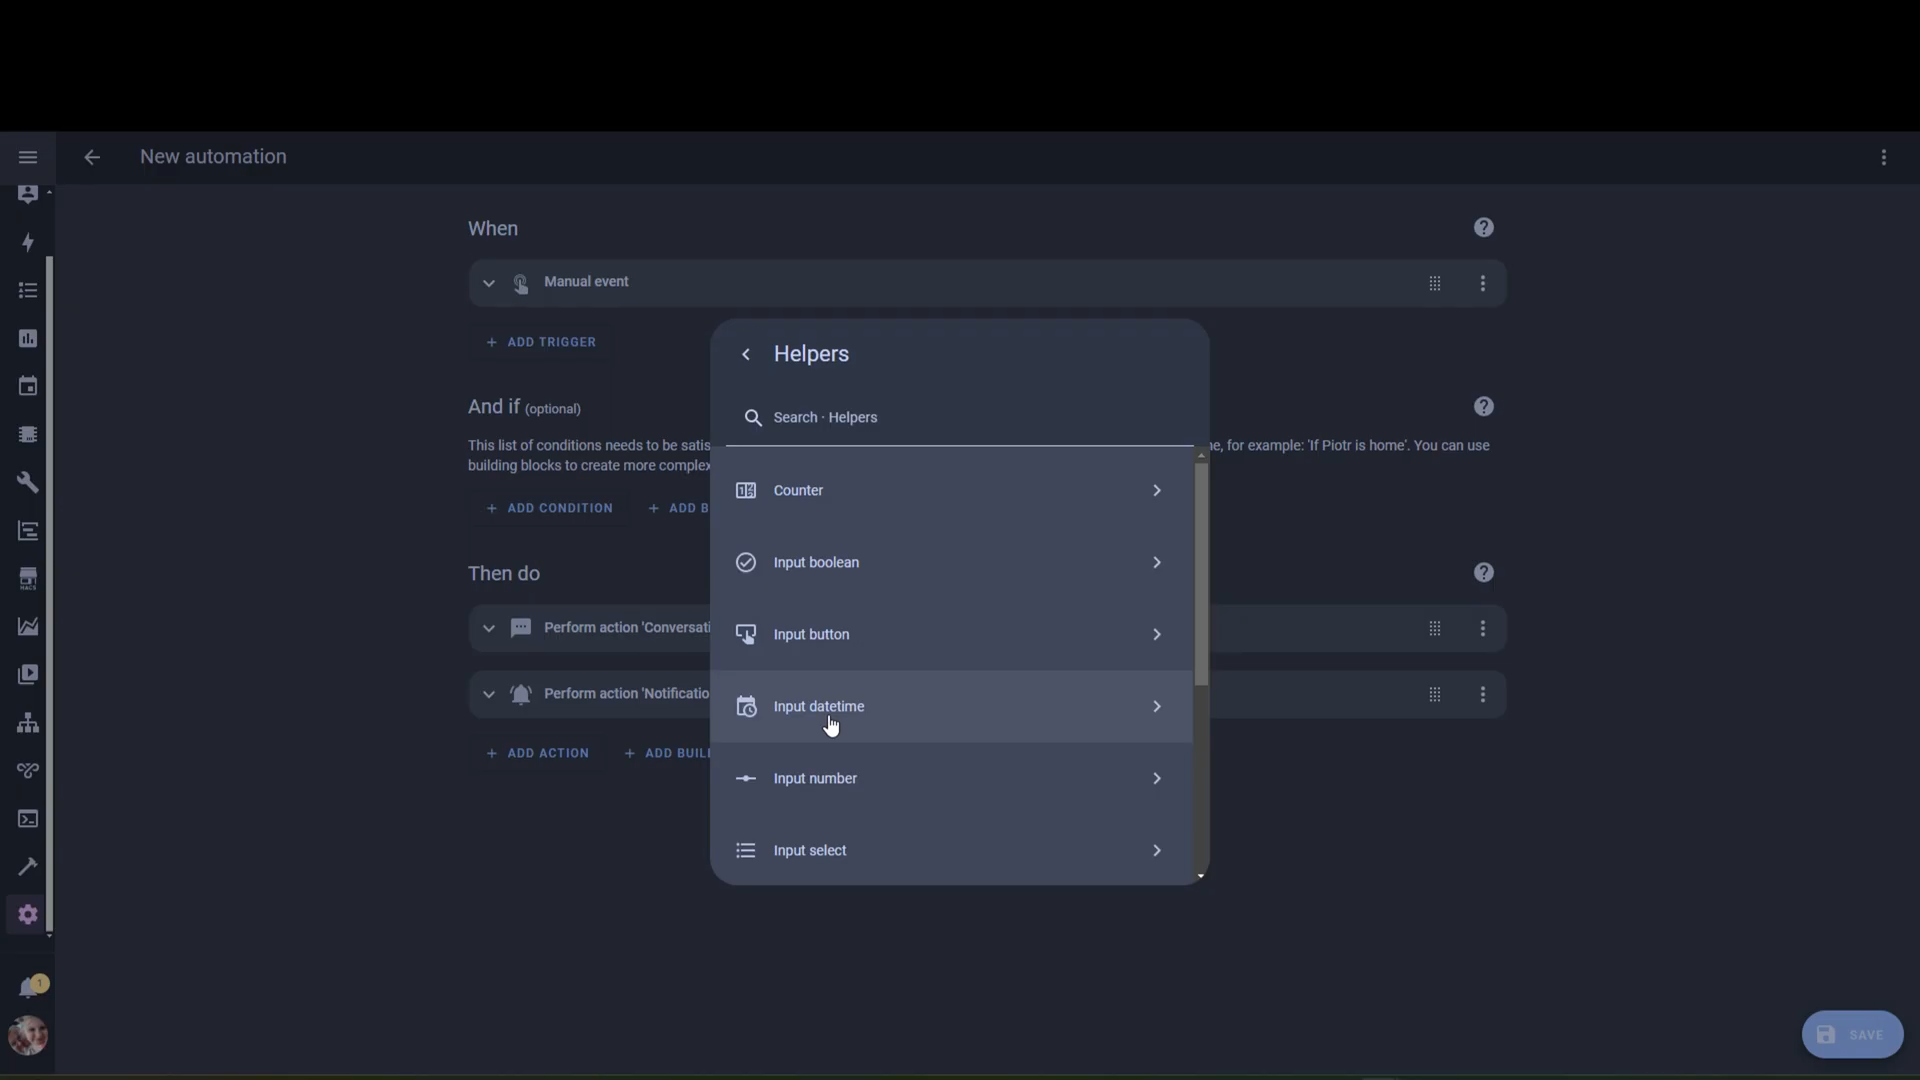 New automation
When
Manual event
+ ADD TRIGGER
Helpers
And if (optional)
Search · Helpers
This list of conditions needs to be satis
ne, for example: 'If Piotr is home'. You can use
building blocks to create more complex
Counter
+ ADD CONDITION
+ ADD B
Input boolean
Then do
HACS
Perform action 'Conversati
Input button
Perform action 'Notificatio
Input datetime
+ ADD ACTION
+ ADD BUIL
Input number
Input select
1
SAVE